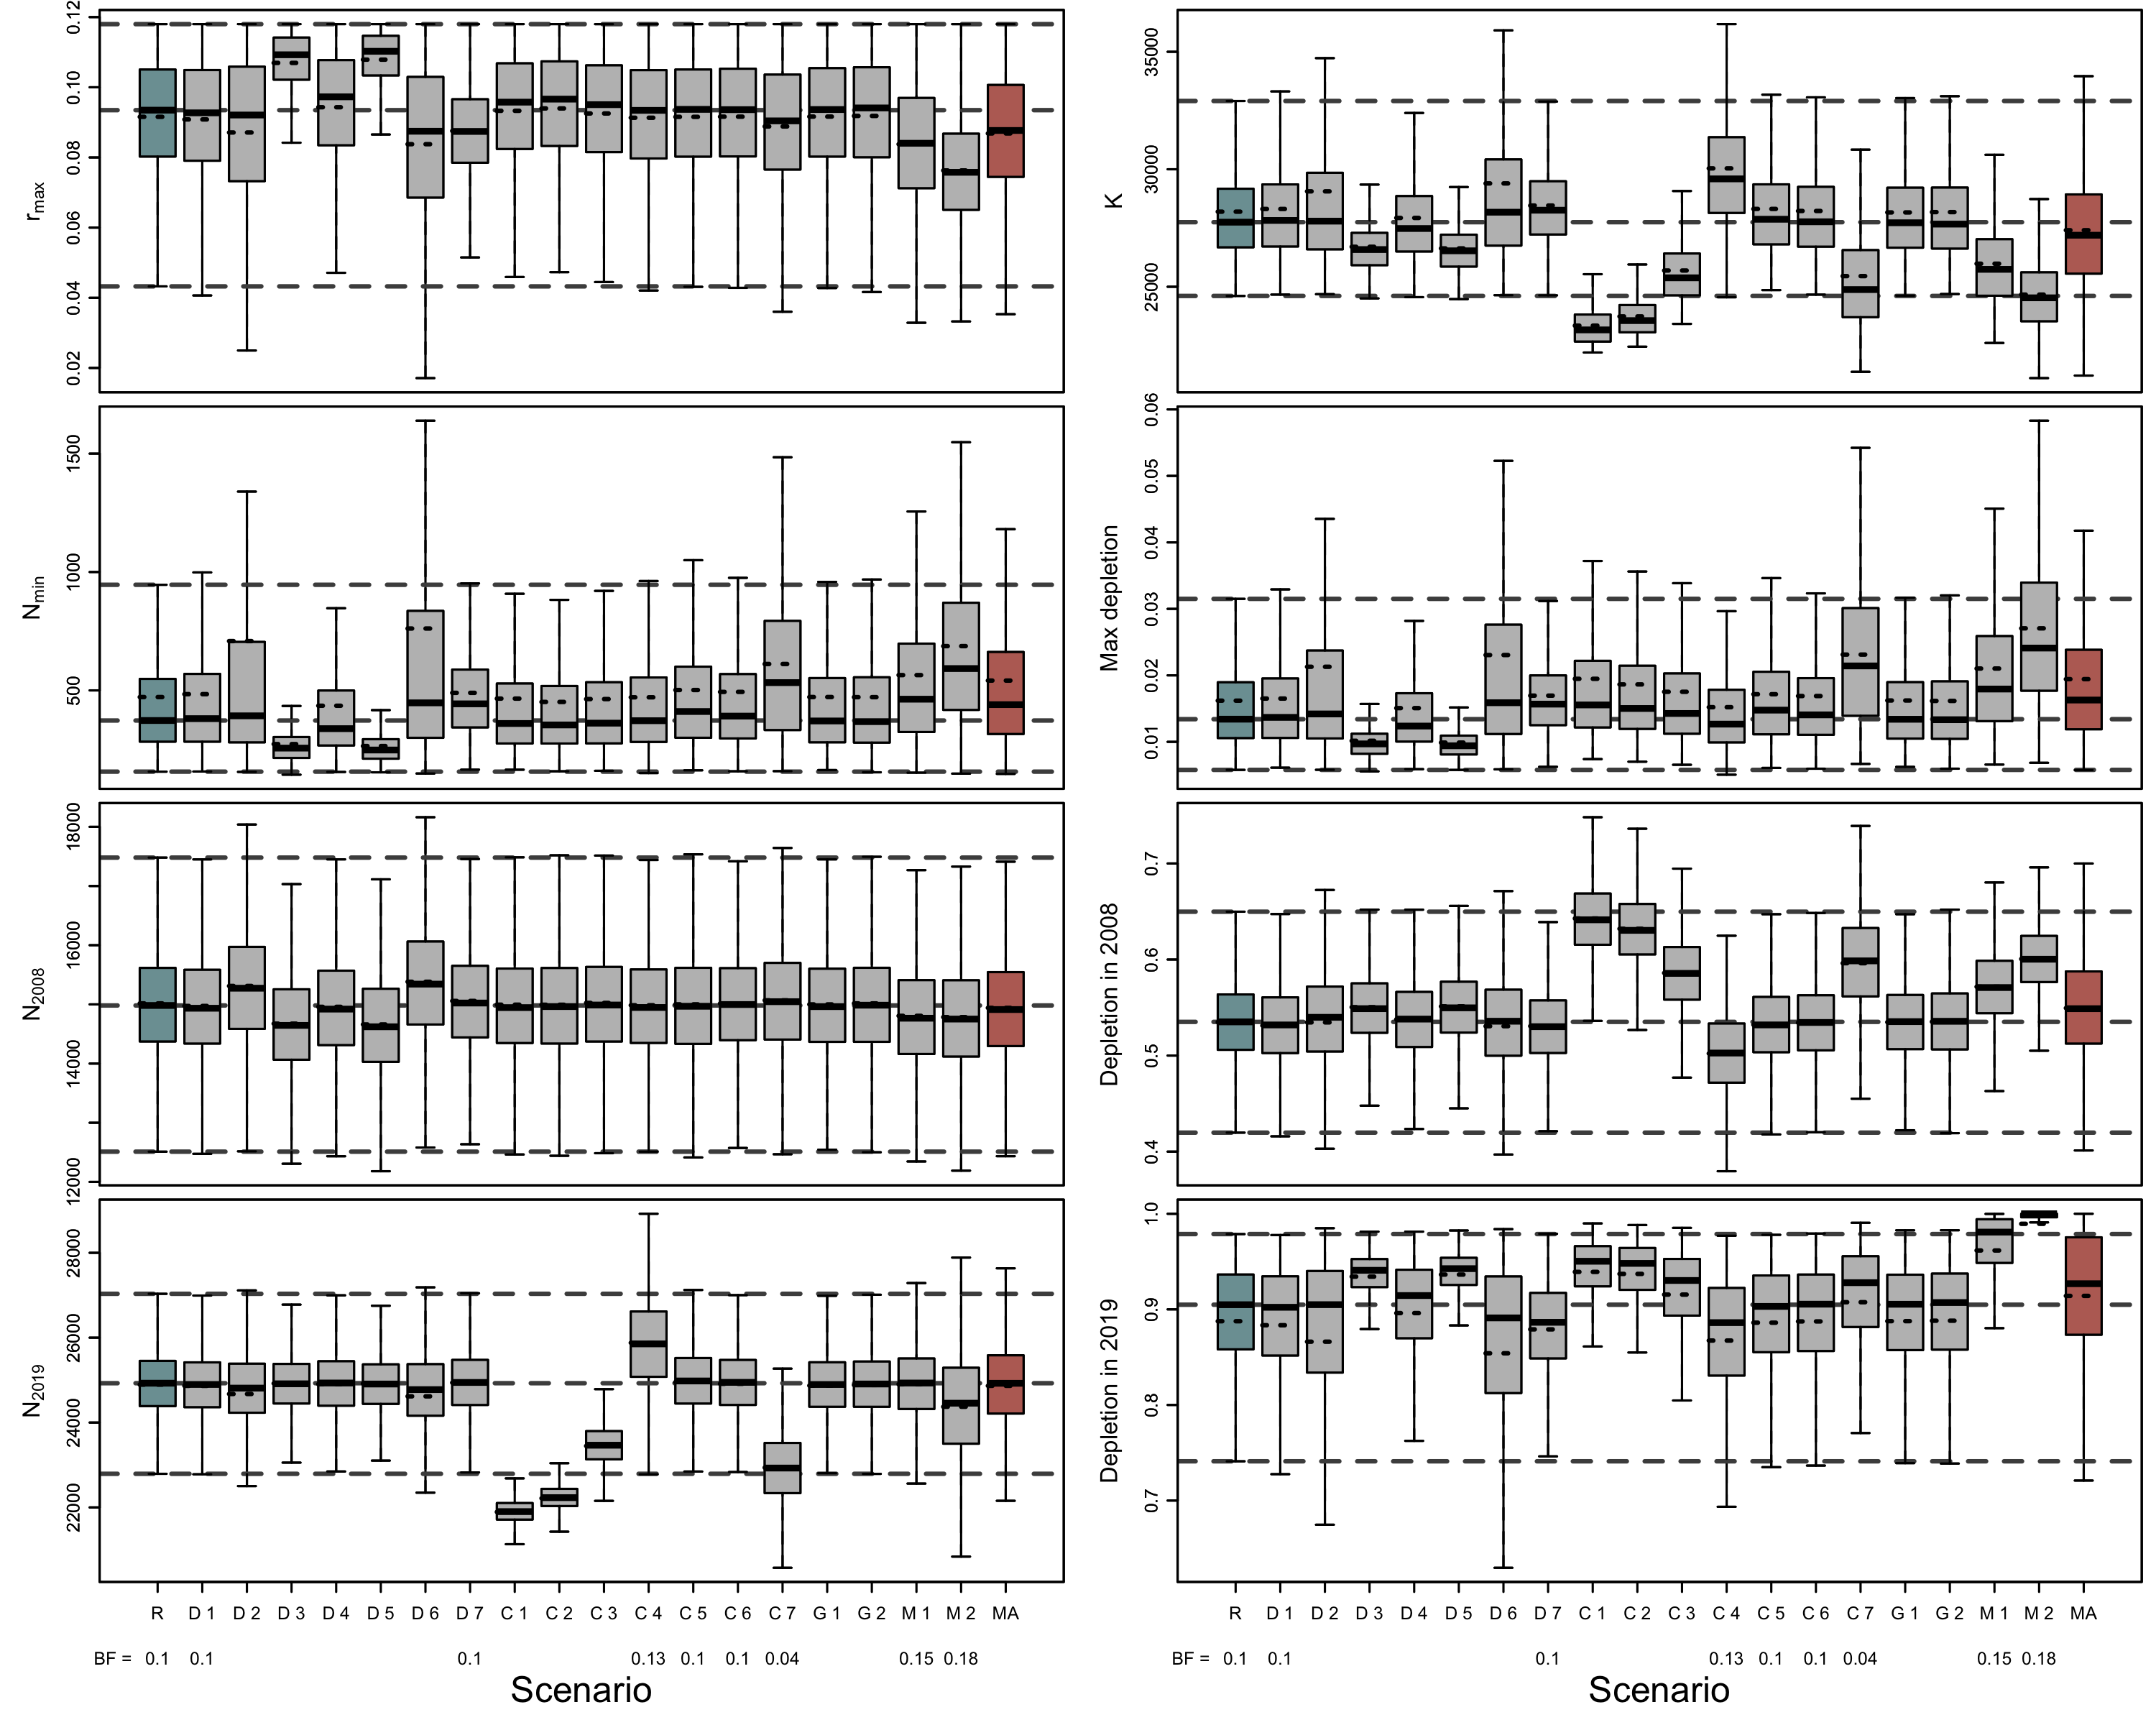 r_max
0.02 0.04 0.06 0.08 0.10 0.12
K
25000 30000 35000
N_min
500 1000 1500
Max depletion
0.01 0.02 0.03 0.04 0.05 0.06
N_2008
12000 14000 16000 18000
Depletion in 2008
0.4 0.5 0.6 0.7
N_2019
22000 24000 26000 28000
Depletion in 2019
0.7 0.8 0.9 1.0
R D 1 D 2 D 3 D 4 D 5 D 6 D 7 C 1 C 2 C 3 C 4 C 5 C 6 C 7 G 1 G 2 M 1 M 2 MA
BF = 0.1 0.1 0.1 0.13 0.1 0.1 0.04 0.15 0.18
Scenario
R D 1 D 2 D 3 D 4 D 5 D 6 D 7 C 1 C 2 C 3 C 4 C 5 C 6 C 7 G 1 G 2 M 1 M 2 MA
BF = 0.1 0.1 0.1 0.13 0.1 0.1 0.04 0.15 0.18
Scenario